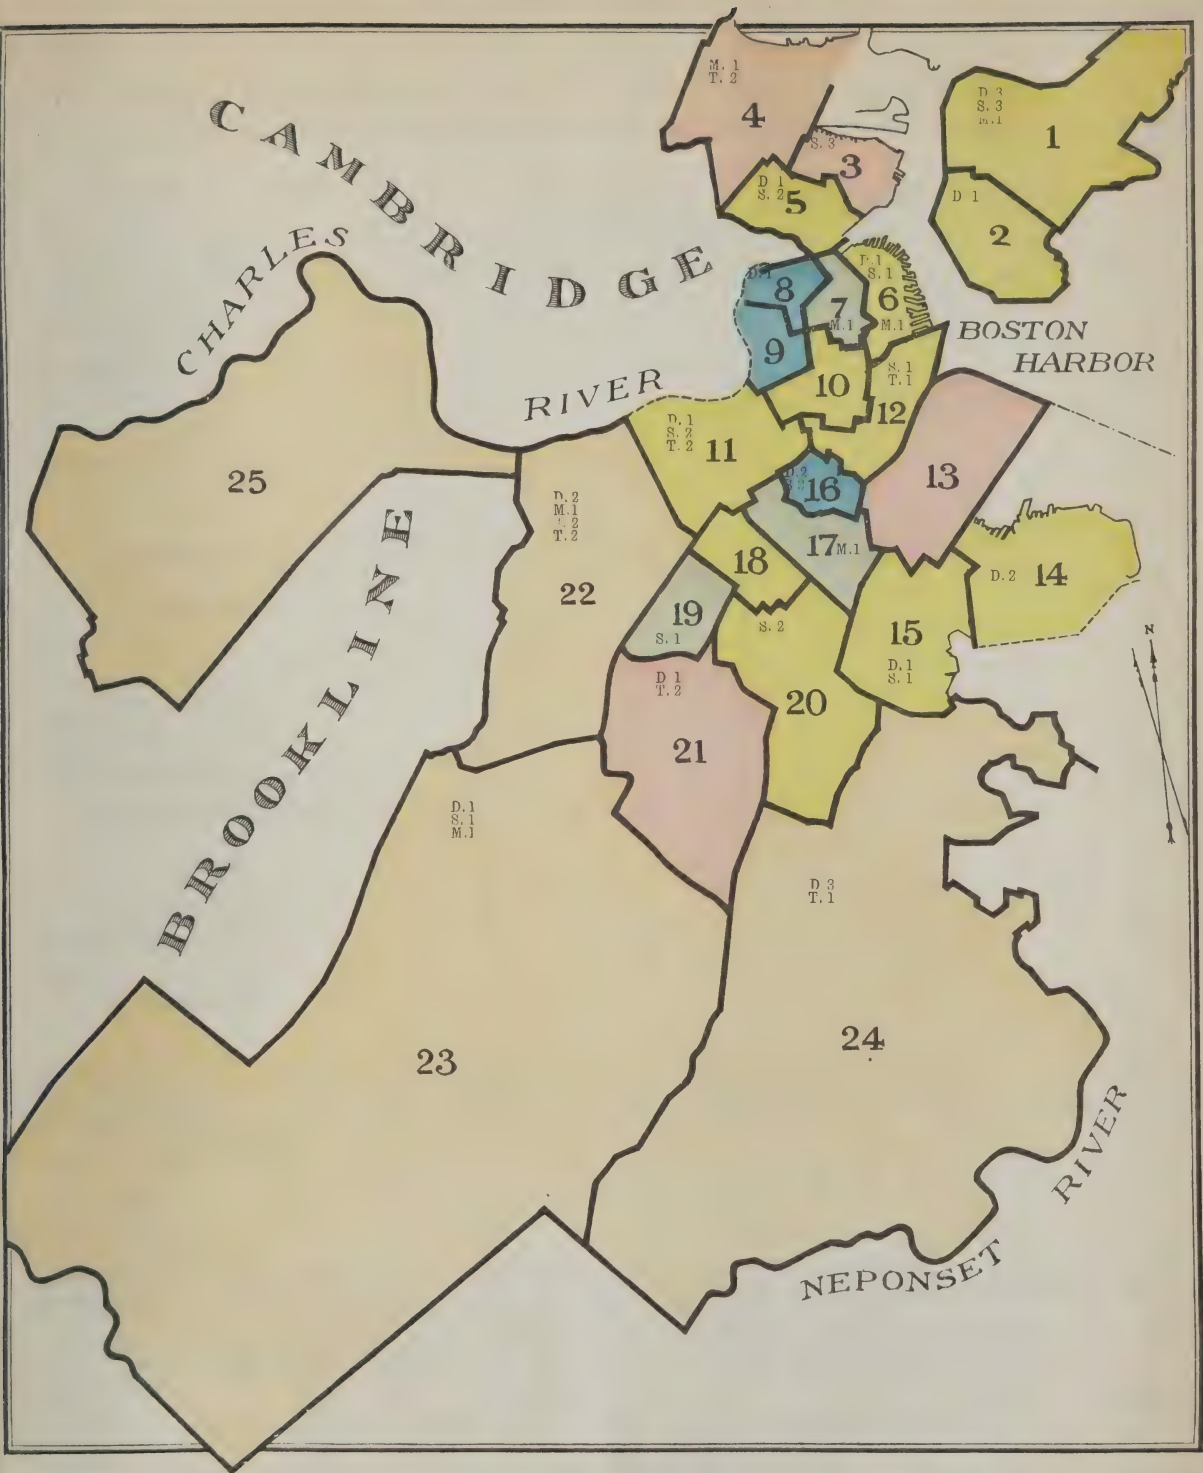 CAMBRIDGE
CHARLES
RIVER
BROOKLINE
BOSTON
HARBOR
NEPONSET
RIVER
N
M. 1
T. 2
4
S. 3
3
D 3
S. 3
M.1
1
D 1
2
D 1
S. 2
5
8
7
M.1
S. 1
6
M.1
9
10
S. 1
T. 1
12
D. 1
S. 2
T. 2
11
13
16
17
M.1
18
D. 2
14
19
S. 1
S. 2
20
15
D. 1
S. 1
25
D. 2
M.1
T. 2
22
D 1
T. 2
21
D. 1
S. 1
M.1
23
D 3
T. 1
24